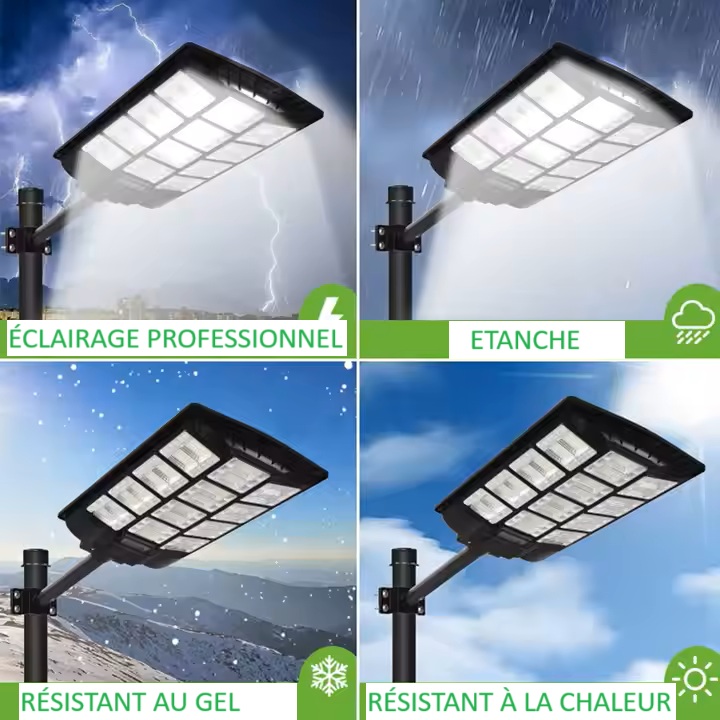 ÉCLAIRAGE PROFESSIONNEL
ETANCHE
RÉSISTANT AU GEL
RÉSISTANT À LA CHALEUR